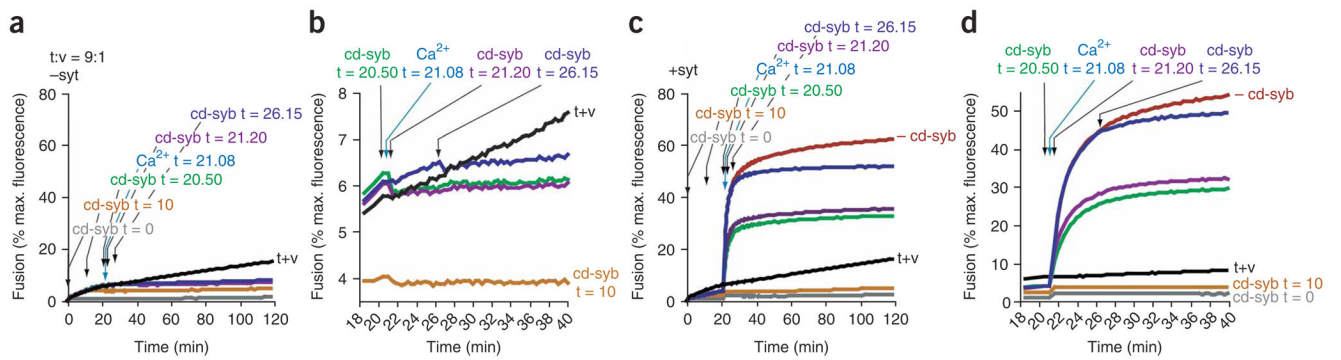 a
t:v = 9:1
–syt
80
60
40
20
0
cd-syb t = 26.15
cd-syb t = 21.20
Ca2+ t = 21.08
cd-syb t = 20.50
cd-syb t = 10
cd-syb t = 0
t+v
0 20 40 60 80 100 120
Time (min)
Fusion (% max. fluorescence)
b
cd-syb
t = 20.50
Ca2+
t = 21.08
cd-syb
t = 21.20
cd-syb
t = 26.15
8
7
6
5
4
t+v
cd-syb
t = 10
18 20 22 24 26 28 30 32 34 36 38 40
Time (min)
Fusion (% max. fluorescence)
c
+syt
80
60
40
20
0
cd-syb t = 26.15
cd-syb t = 21.20
Ca2+ t = 21.08
cd-syb t = 20.50
cd-syb t = 10
cd-syb t = 0
– cd-syb
t+v
0 20 40 60 80 100 120
Time (min)
Fusion (% max. fluorescence)
d
cd-syb
t = 20.50
Ca2+
t = 21.08
cd-syb
t = 21.20
cd-syb
t = 26.15
50
40
30
20
10
0
– cd-syb
t+v
cd-syb t = 10
cd-syb t = 0
18 20 22 24 26 28 30 32 34 36 38 40
Time (min)
Fusion (% max. fluorescence)